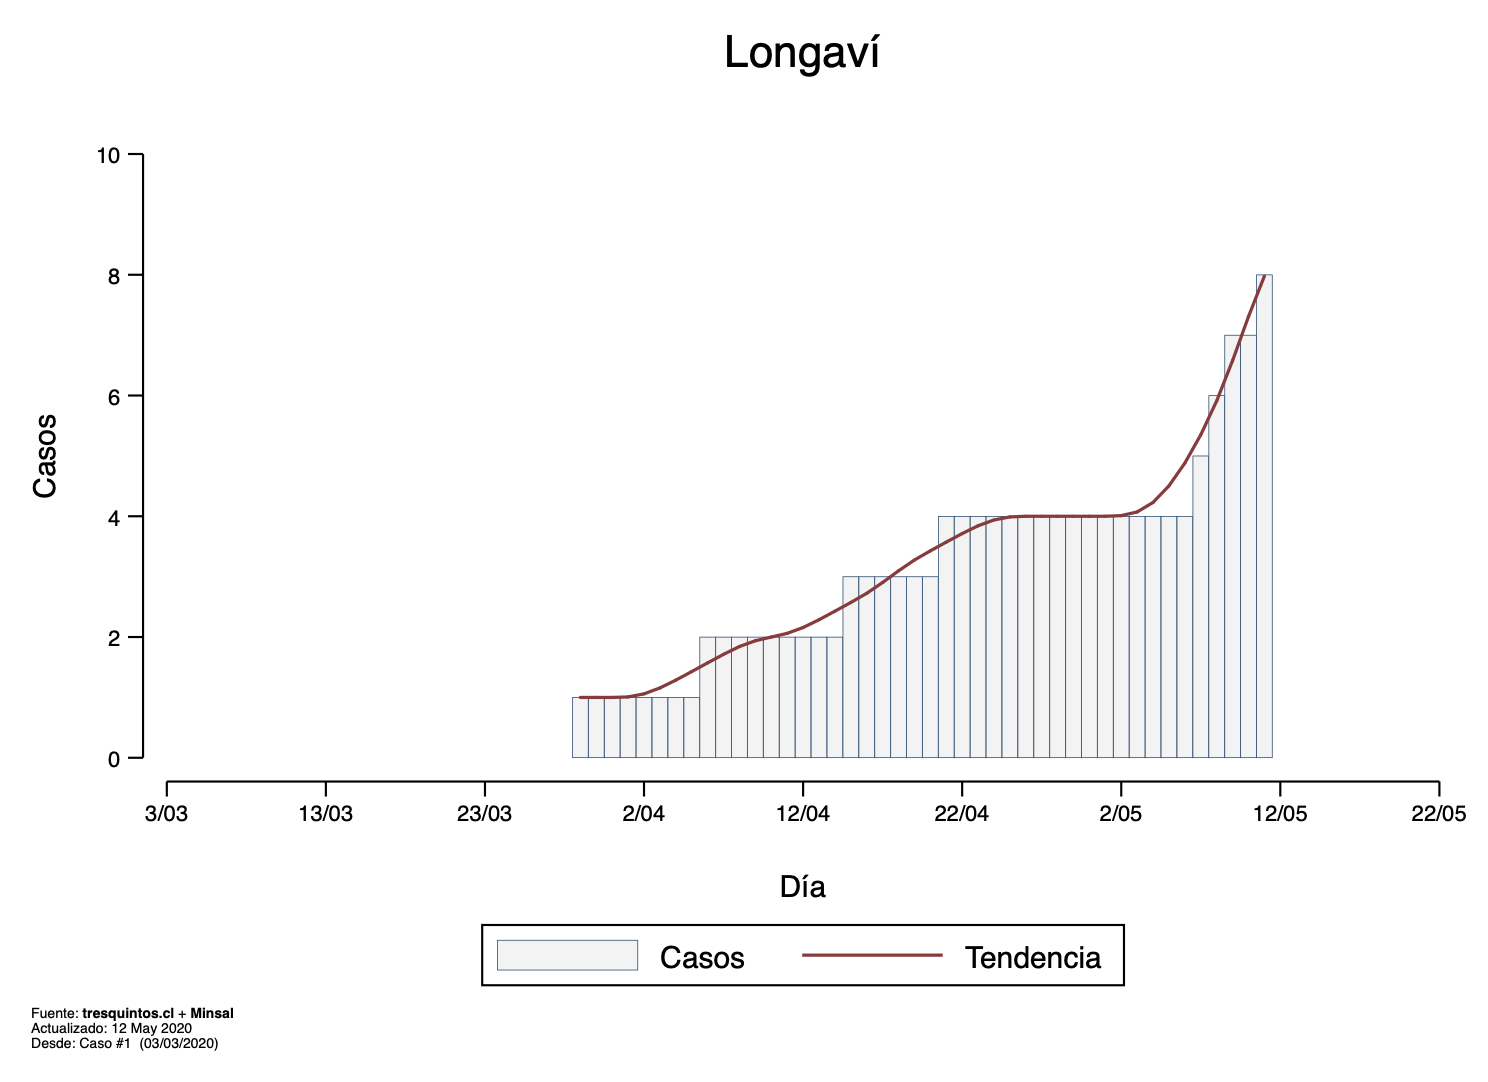 Longaví
10
8
6
4
2
0
Casos
3/03 13/03 23/03 2/04 12/04 22/04 2/05 12/05 22/05
Día
Casos Tendencia
Fuente: tresquintos.cl + Minsal
Actualizado: 12 May 2020
Desde: Caso #1 (03/03/2020)